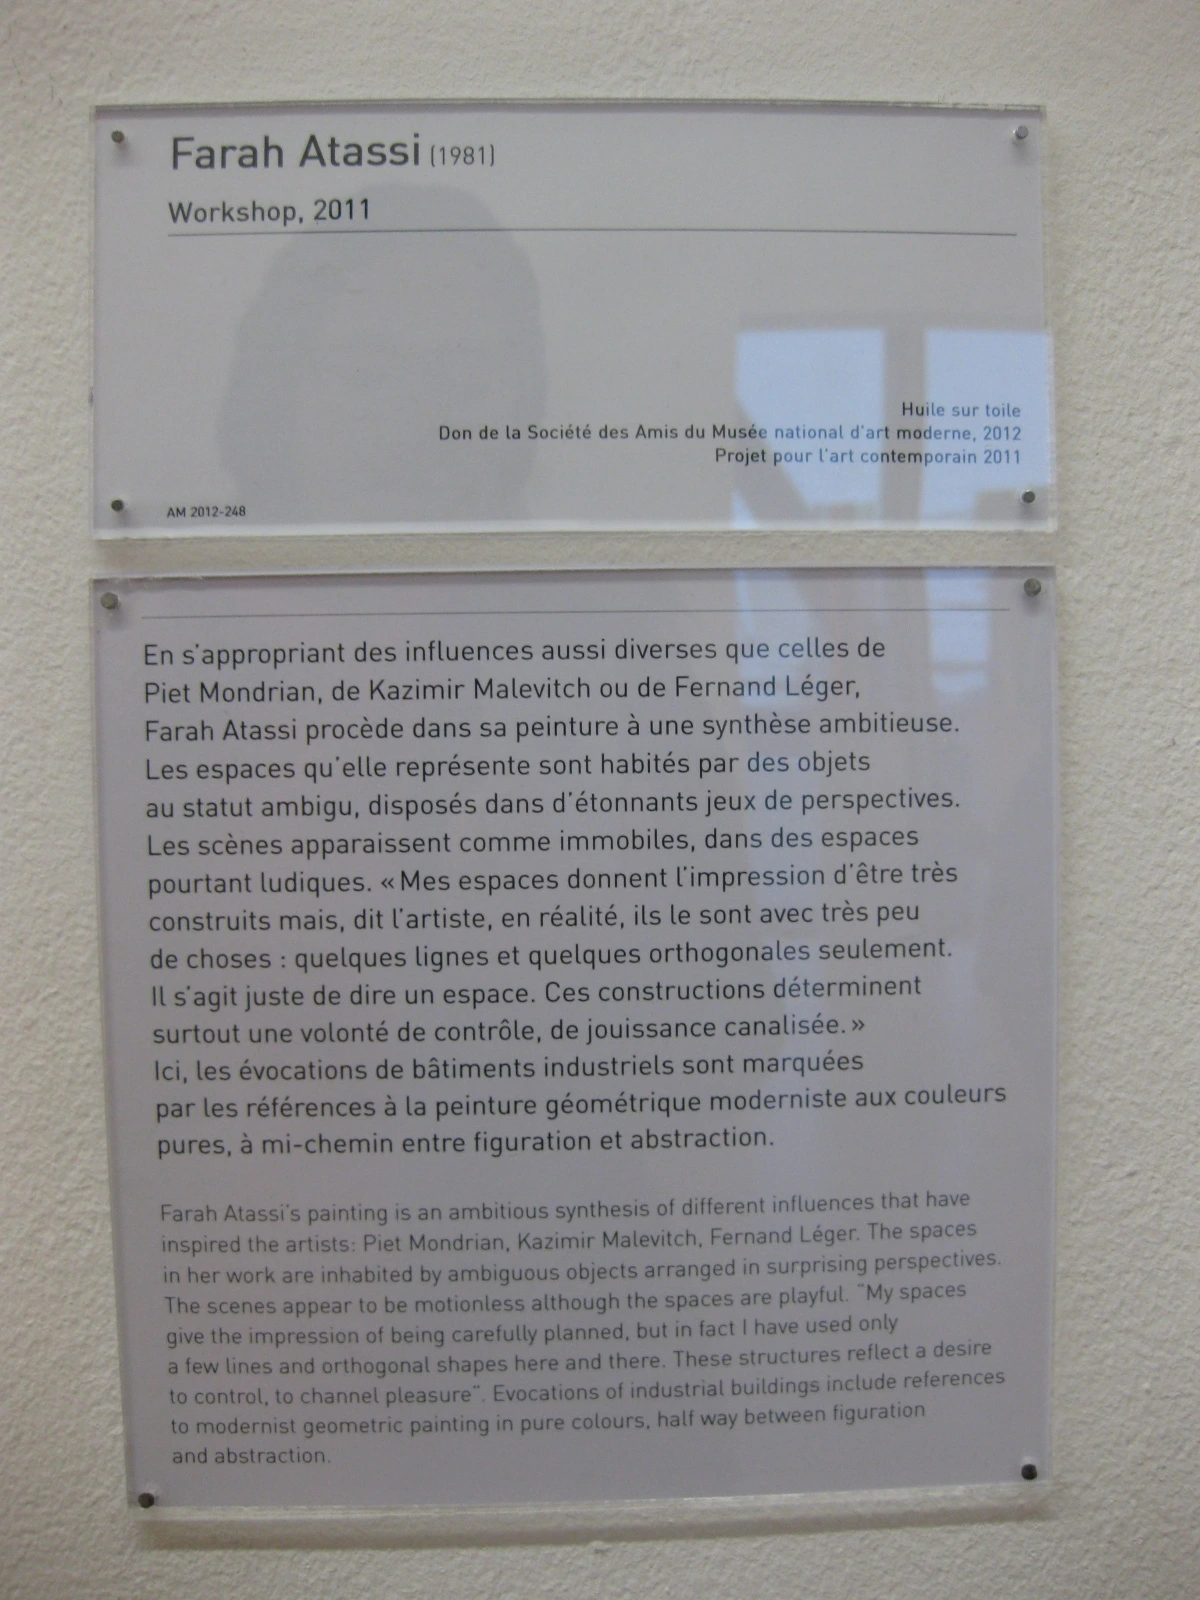 Farah Atassi (1981)
Workshop, 2011
Huile sur toile
Don de la Société des Amis du Musée national d'art moderne, 2012
Projet pour l'art contemporain 2011
AM 2012-248
En s'appropriant des influences aussi diverses que celles de
Piet Mondrian, de Kazimir Malevitch ou de Fernand Léger,
Farah Atassi procède dans sa peinture à une synthèse ambitieuse.
Les espaces qu'elle représente sont habités par des objets
au statut ambigu, disposés dans d'étonnants jeux de perspectives.
Les scènes apparaissent comme immobiles, dans des espaces
pourtant ludiques. « Mes espaces donnent l'impression d'être très
construits mais, dit l'artiste, en réalité, ils le sont avec très peu
de choses : quelques lignes et quelques orthogonales seulement.
Il s'agit juste de dire un espace. Ces constructions déterminent
surtout une volonté de contrôle, de jouissance canalisée. »
Ici, les évocations de bâtiments industriels sont marquées
par les références à la peinture géométrique moderniste aux couleurs
pures, à mi-chemin entre figuration et abstraction.
Farah Atassi's painting is an ambitious synthesis of different influences that have
inspired the artists: Piet Mondrian, Kazimir Malevitch, Fernand Léger. The spaces
in her work are inhabited by ambiguous objects arranged in surprising perspectives.
The scenes appear to be motionless although the spaces are playful. "My spaces
give the impression of being carefully planned, but in fact I have used only
a few lines and orthogonal shapes here and there. These structures reflect a desire
to control, to channel pleasure". Evocations of industrial buildings include references
to modernist geometric painting in pure colours, half way between figuration
and abstraction.